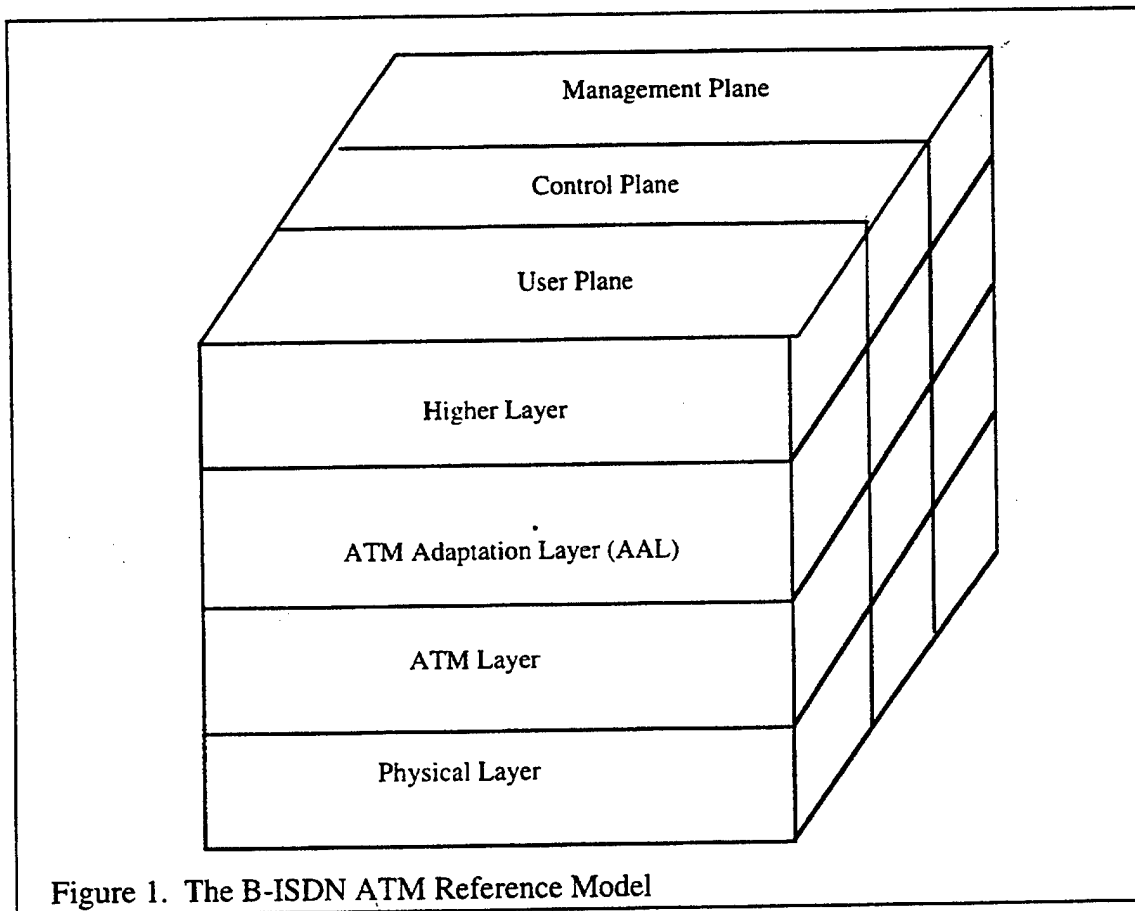 Management Plane
Control Plane
User Plane
Higher Layer
ATM Adaptation Layer (AAL)
ATM Layer
Physical Layer
Figure 1. The B-ISDN ATM Reference Model